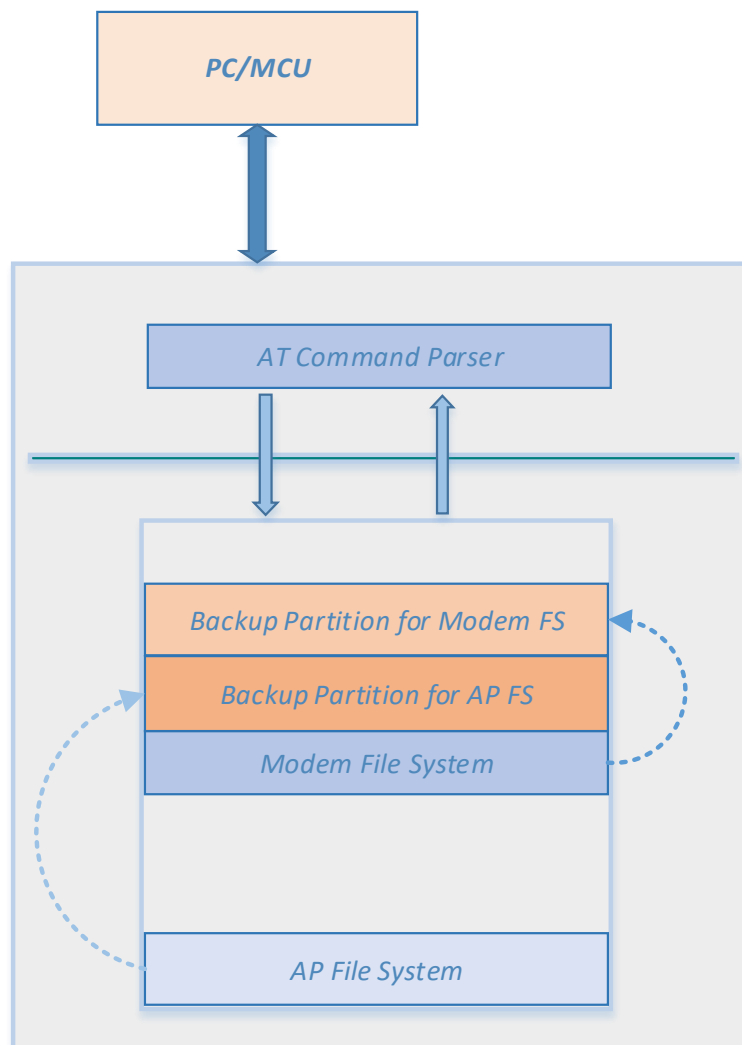 PC/MCU
AT Command Parser
Backup Partition for Modem FS
Backup Partition for AP FS
Modem File System
AP File System